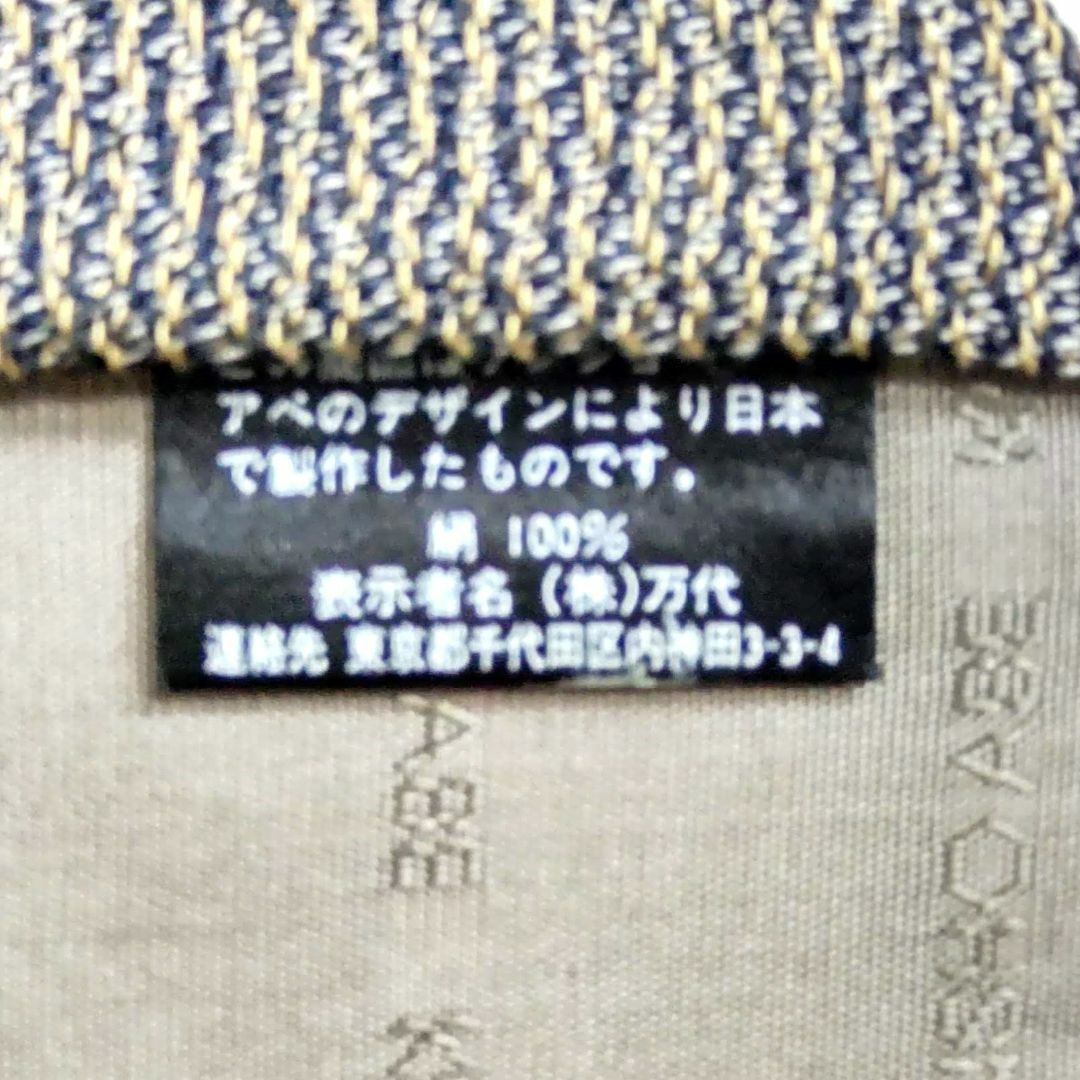 アベのデザインにより日本
で製作したものです。
絹 100%
表示者名 (株)万代
連絡先 東京都千代田区内神田3-3-4
ABE
ABE